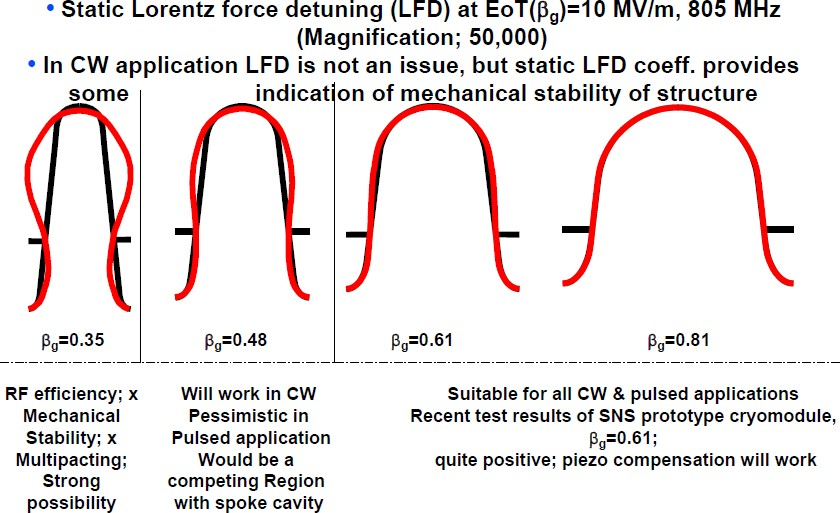 • Static Lorentz force detuning (LFD) at EoT(βg)=10 MV/m, 805 MHz
(Magnification; 50,000)
• In CW application LFD is not an issue, but static LFD coeff. provides
some indication of mechanical stability of structure
βg=0.35
βg=0.48
βg=0.61
βg=0.81
RF efficiency; x
Mechanical
Stability; x
Multipacting;
Strong
possibility
Will work in CW
Pessimistic in
Pulsed application
Would be a
competing Region
with spoke cavity
Suitable for all CW & pulsed applications
Recent test results of SNS prototype cryomodule,
βg=0.61;
quite positive; piezo compensation will work